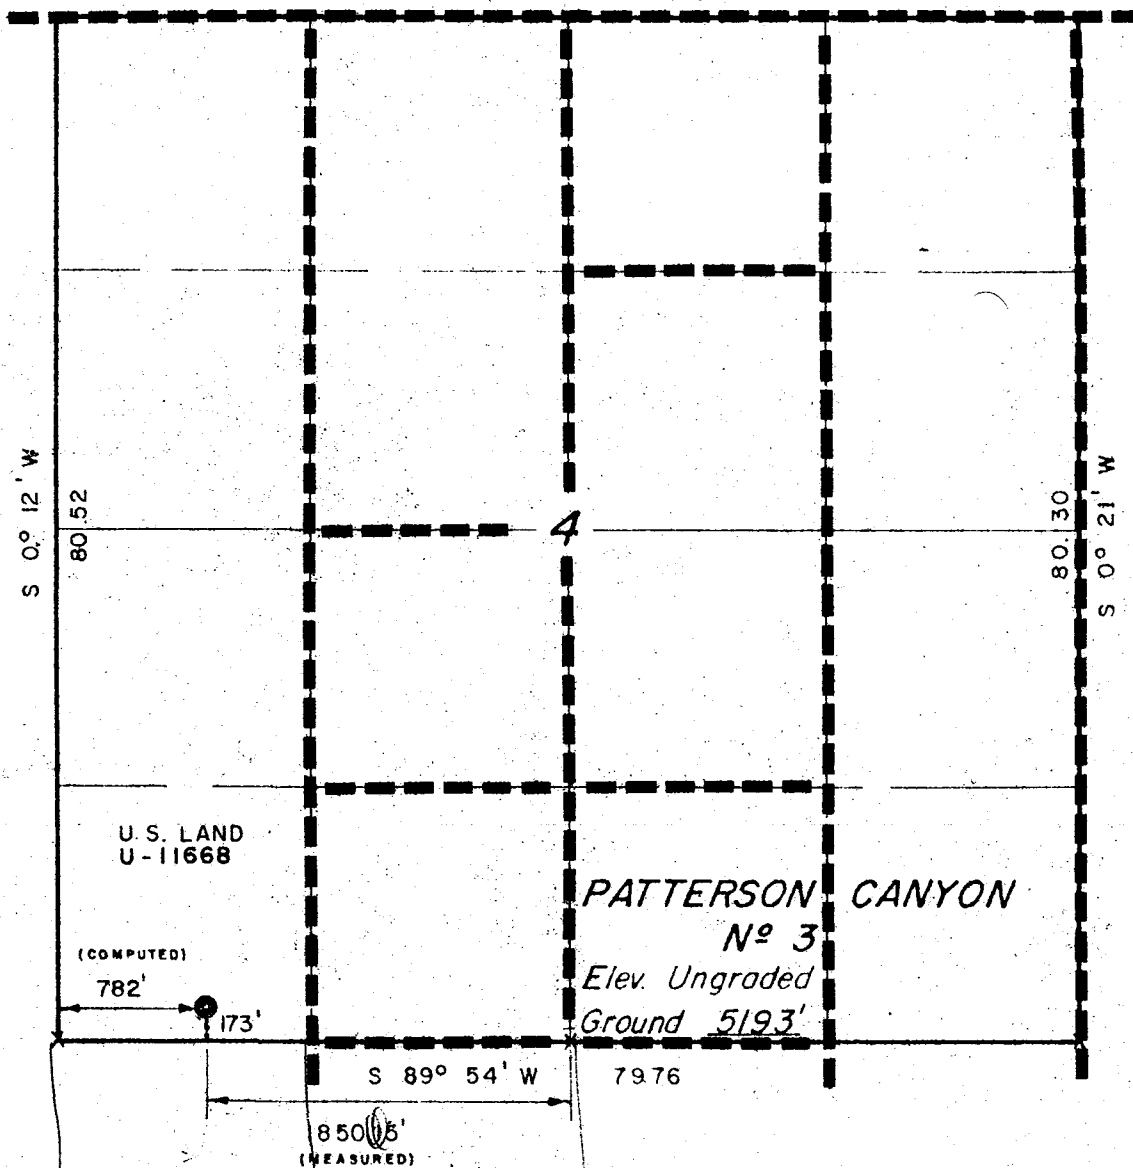 S 0° 12' W
80.52
4
80.30
S 0° 21' W
U.S. LAND
U-11668
PATTERSON CANYON
Nº 3
Elev. Ungraded
Ground 5193'
(COMPUTED)
782'
173'
S 89° 54' W 79.76
(MEASURED)